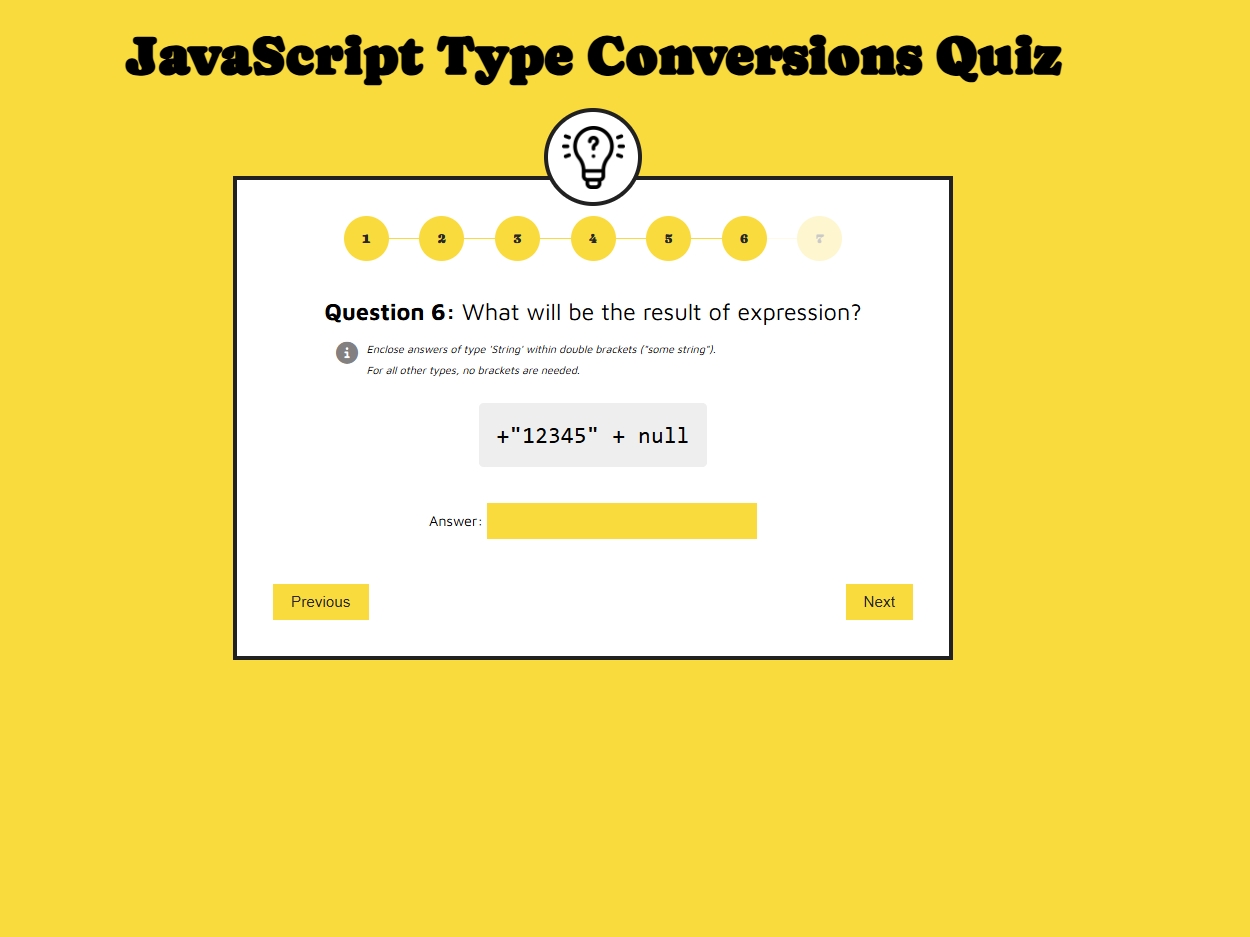 JavaScript Type Conversions Quiz
?
1 2 3 4 5 6 7
Question 6: What will be the result of expression?
i
Enclose answers of type 'String' within double brackets ("some string").
For all other types, no brackets are needed.
+"12345" + null
Answer:
Previous Next